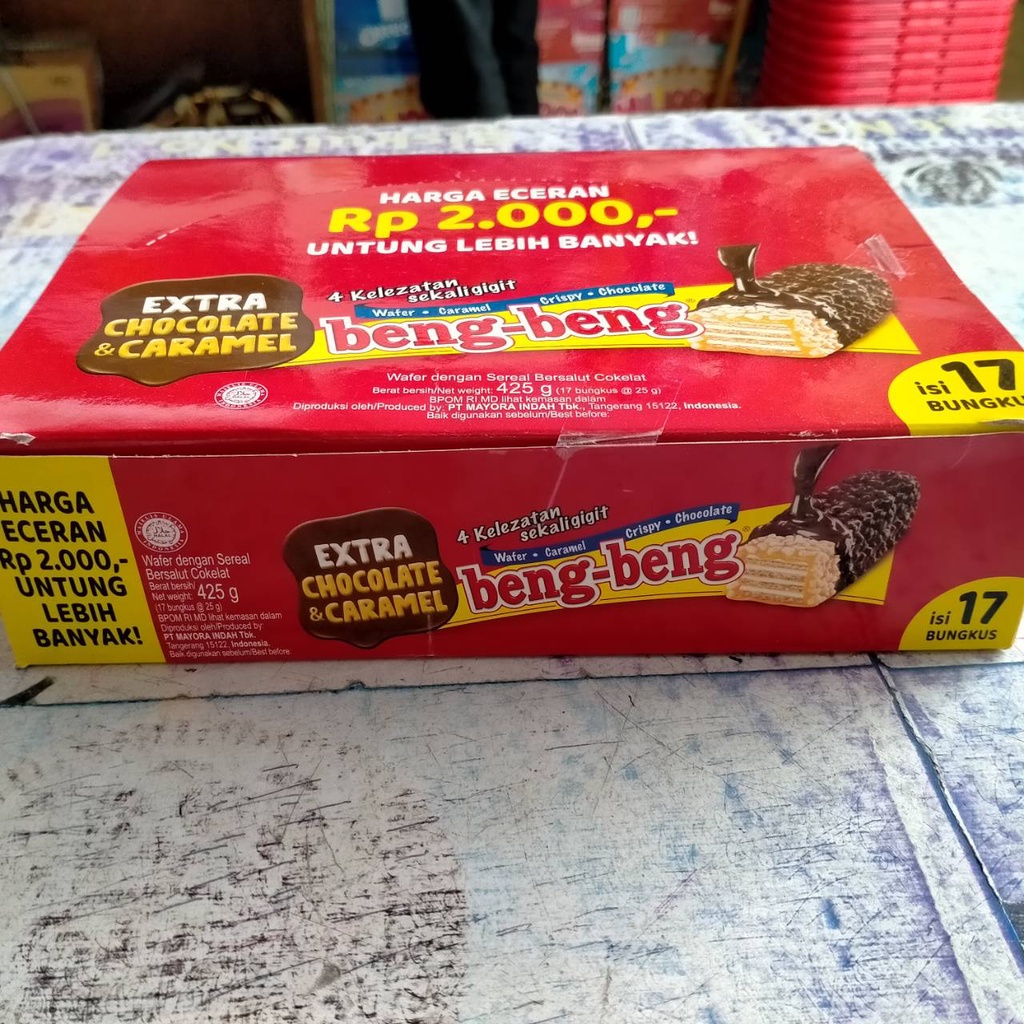 HARGA ECERAN
Rp 2.000,-
UNTUNG LEBIH BANYAK!
4 Kelezatan
sekaligigit
Wafer • Caramel Crispy • Chocolate
beng-beng®
EXTRA
CHOCOLATE
& CARAMEL
Wafer dengan Sereal Bersalut Cokelat
Berat bersih/Net weight: 425 g (17 bungkus @ 25 g)
BPOM RI MD lihat kemasan dalam
Diproduksi oleh/Produced by: PT MAYORA INDAH Tbk., Tangerang 15122, Indonesia.
Baik digunakan sebelum/Best before:
isi 17
BUNGKU
HARGA
ECERAN
Rp 2.000,-
UNTUNG
LEBIH
BANYAK!
Wafer dengan Sereal
Bersalut Cokelat
Berat bersih/
Net weight: 425 g
(17 bungkus @ 25 g)
BPOM RI MD lihat kemasan dalam
Diproduksi oleh/Produced by:
PT MAYORA INDAH Tbk.
Tangerang 15122, Indonesia.
Baik digunakan sebelum/Best before:
EXTRA
CHOCOLATE
& CARAMEL
4 Kelezatan
sekaligigit
Wafer • Caramel Crispy • Chocolate
beng-beng®
isi 17
BUNGKUS